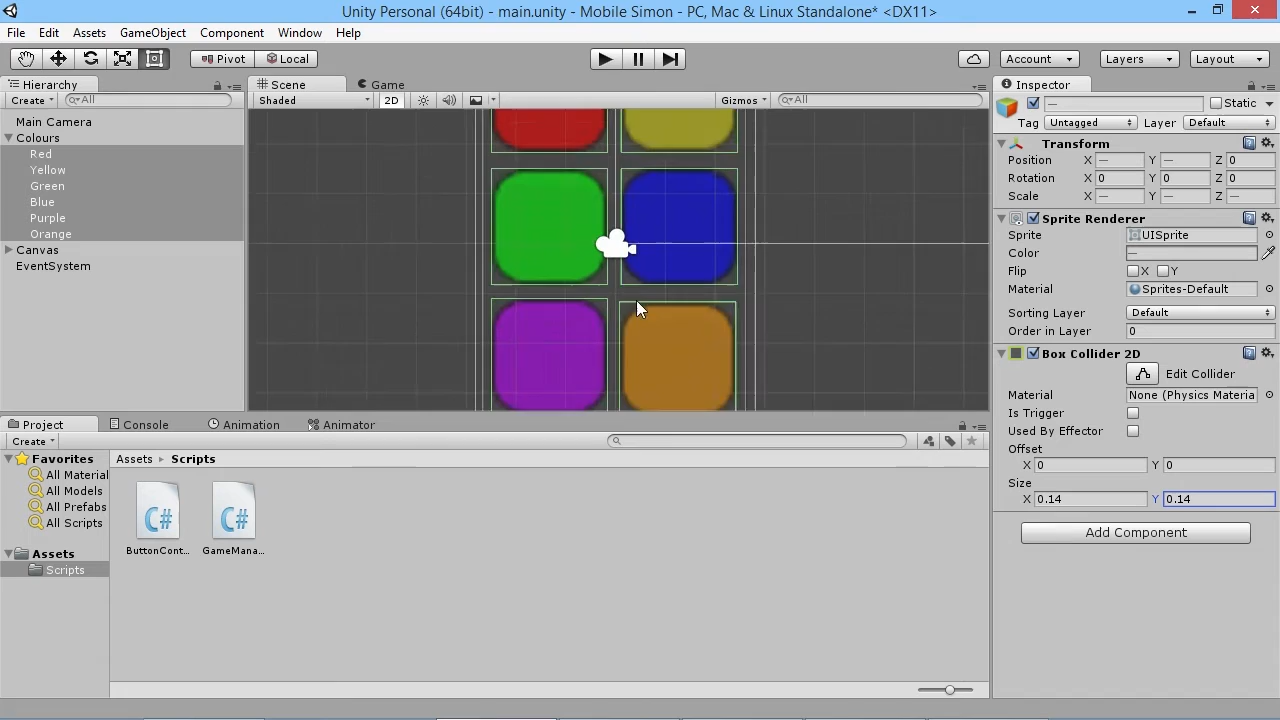 Unity Personal (64bit) - main.unity - Mobile Simon - PC, Mac & Linux Standalone* <DX11>
File Edit Assets GameObject Component Window Help
Pivot Local Account Layers Layout
Hierarchy
Create All
Main Camera
Colours
Red
Yellow
Green
Blue
Purple
Orange
Canvas
EventSystem
Scene Game
Shaded 2D Gizmos All
Inspector
— Static
Tag Untagged Layer Default
Transform
Position X — Y — Z 0
Rotation X 0 Y 0 Z 0
Scale X — Y — Z —
Sprite Renderer
Sprite UISprite
Color —
Flip X Y
Material Sprites-Default
Sorting Layer Default
Order in Layer 0
Box Collider 2D
Edit Collider
Material None (Physics Materia
Is Trigger
Used By Effector
Offset
X 0 Y 0
Size
X 0.14 Y 0.14
Add Component
Project Console Animation Animator
Create
Favorites
All Material
All Models
All Prefabs
All Scripts
Assets
Scripts
Assets Scripts
C# C#
ButtonCont... GameMana...